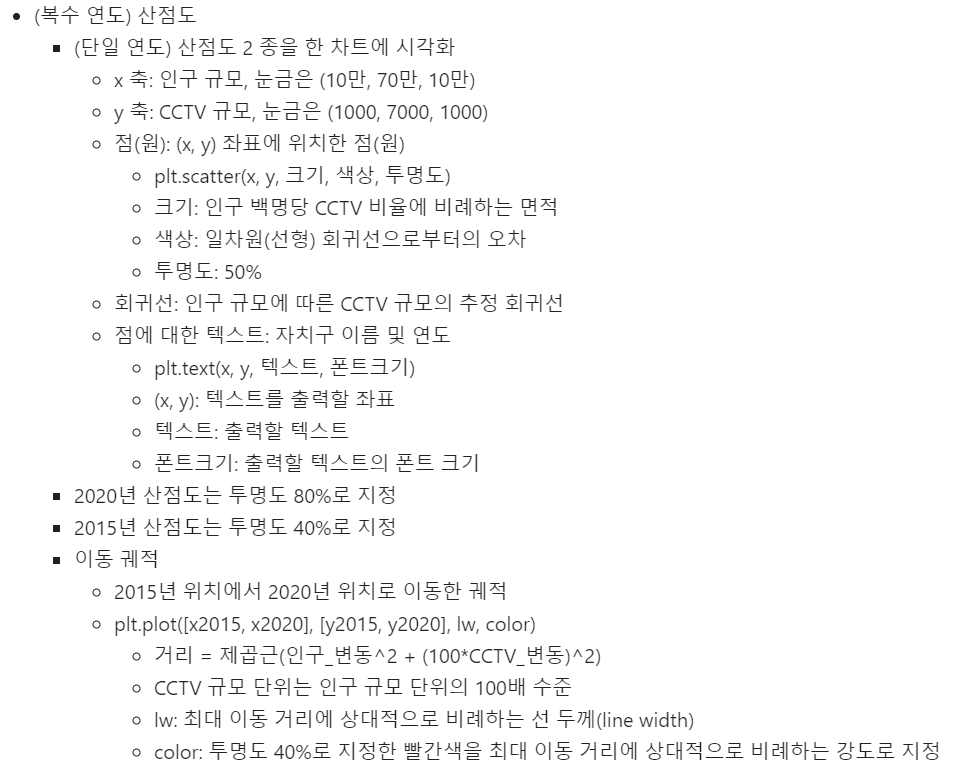 (복수 연도) 산점도
(단일 연도) 산점도 2 종을 한 차트에 시각화
x 축: 인구 규모, 눈금은 (10만, 70만, 10만)
y 축: CCTV 규모, 눈금은 (1000, 7000, 1000)
점(원): (x, y) 좌표에 위치한 점(원)
plt.scatter(x, y, 크기, 색상, 투명도)
크기: 인구 백명당 CCTV 비율에 비례하는 면적
색상: 일차원(선형) 회귀선으로부터의 오차
투명도: 50%
회귀선: 인구 규모에 따른 CCTV 규모의 추정 회귀선
점에 대한 텍스트: 자치구 이름 및 연도
plt.text(x, y, 텍스트, 폰트크기)
(x, y): 텍스트를 출력할 좌표
텍스트: 출력할 텍스트
폰트크기: 출력할 텍스트의 폰트 크기
2020년 산점도는 투명도 80%로 지정
2015년 산점도는 투명도 40%로 지정
이동 궤적
2015년 위치에서 2020년 위치로 이동한 궤적
plt.plot([x2015, x2020], [y2015, y2020], lw, color)
거리 = 제곱근(인구_변동^2 + (100*CCTV_변동)^2)
CCTV 규모 단위는 인구 규모 단위의 100배 수준
lw: 최대 이동 거리에 상대적으로 비례하는 선 두께(line width)
color: 투명도 40%로 지정한 빨간색을 최대 이동 거리에 상대적으로 비례하는 강도로 지정